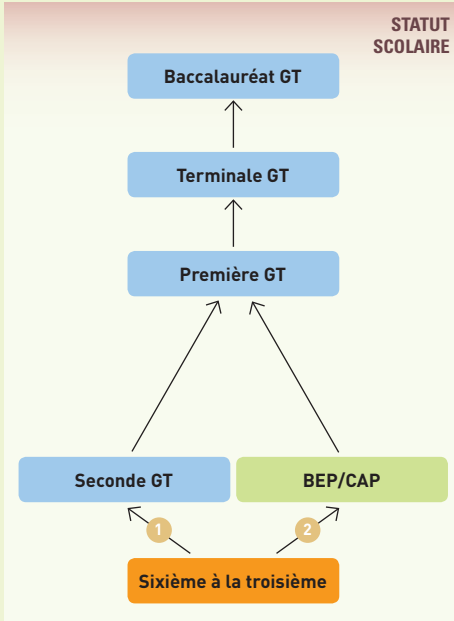 STATUT
SCOLAIRE
Baccalauréat GT
Terminale GT
Première GT
Seconde GT
BEP/CAP
1
2
Sixième à la troisième